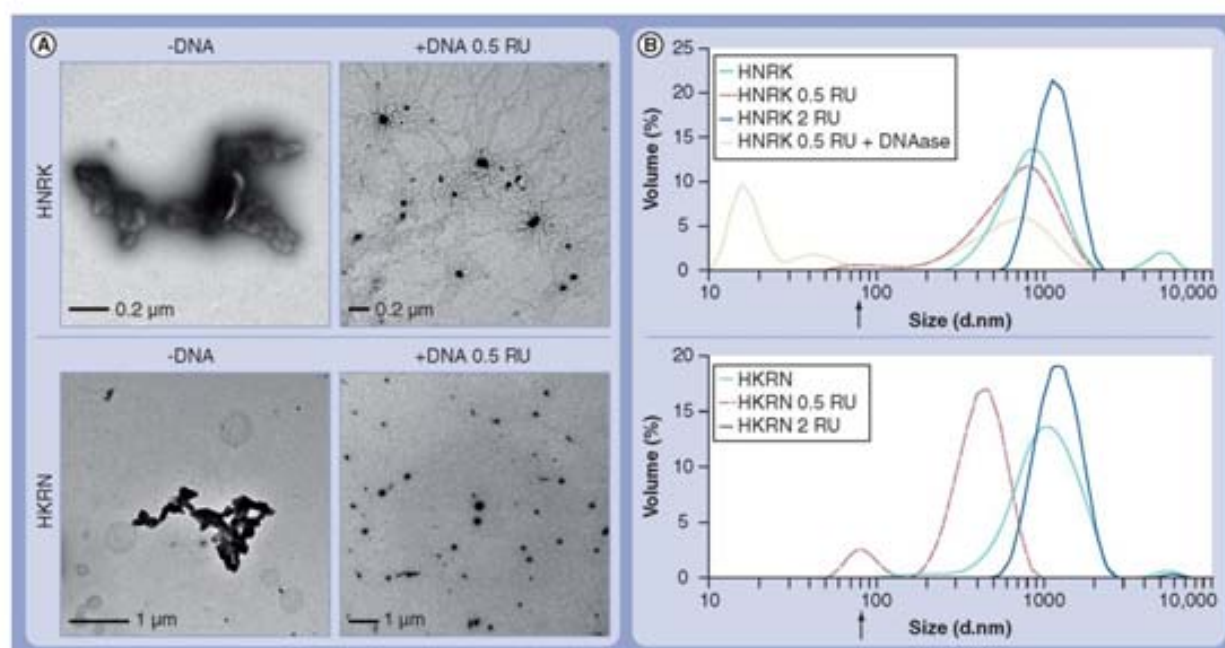 A
-DNA
+DNA 0.5 RU
HNRK
0.2 µm
0.2 µm
-DNA
+DNA 0.5 RU
HKRN
1 µm
1 µm
B
25
20
15
10
5
0
Volume (%)
HNRK
HNRK 0.5 RU
HNRK 2 RU
HNRK 0.5 RU + DNAase
10
100
1000
10,000
Size (d.nm)
20
15
10
5
0
Volume (%)
HKRN
HKRN 0.5 RU
HKRN 2 RU
10
100
1000
10,000
Size (d.nm)